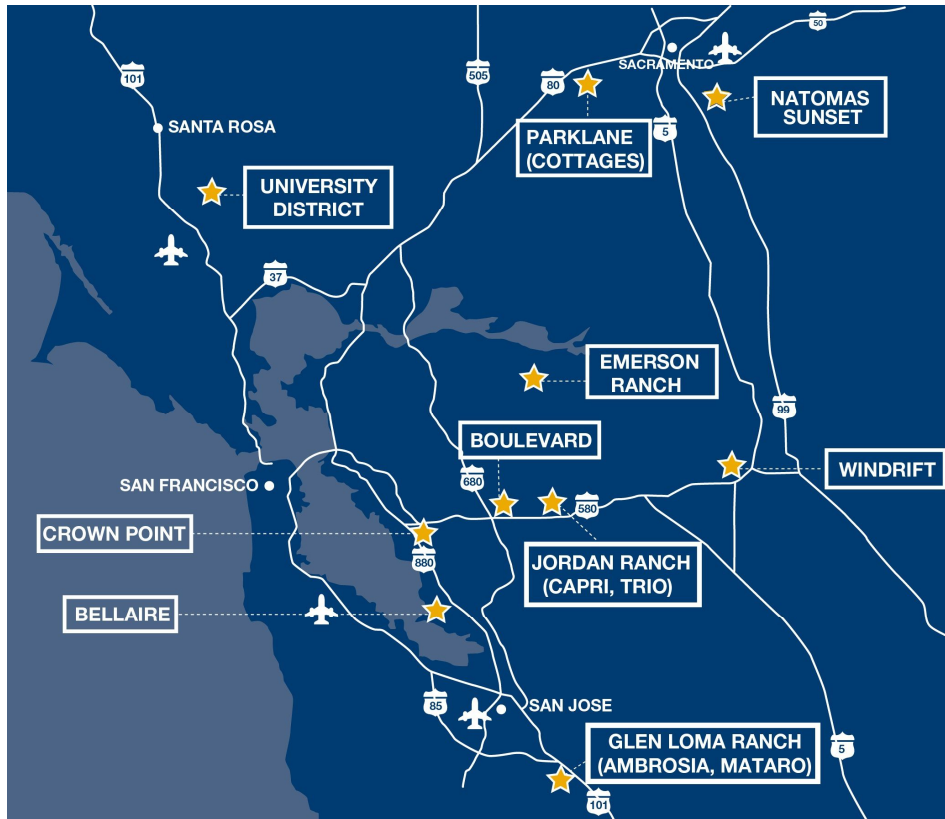 50
101
505
SACRAMENTO
80
NATOMAS
SUNSET
SANTA ROSA
PARKLANE
(COTTAGES)
5
UNIVERSITY
DISTRICT
37
EMERSON
RANCH
99
BOULEVARD
WINDRIFT
SAN FRANCISCO
680
580
CROWN POINT
880
JORDAN RANCH
(CAPRI, TRIO)
BELLAIRE
85
SAN JOSE
GLEN LOMA RANCH
(AMBROSIA, MATARO)
5
101